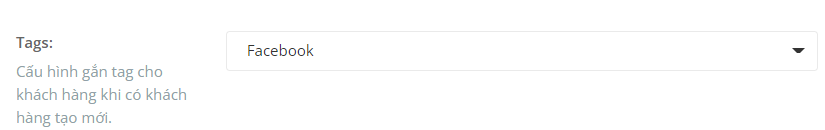 Tags:
Facebook
Cấu hình gắn tag cho
khách hàng khi có khách
hàng tạo mới.